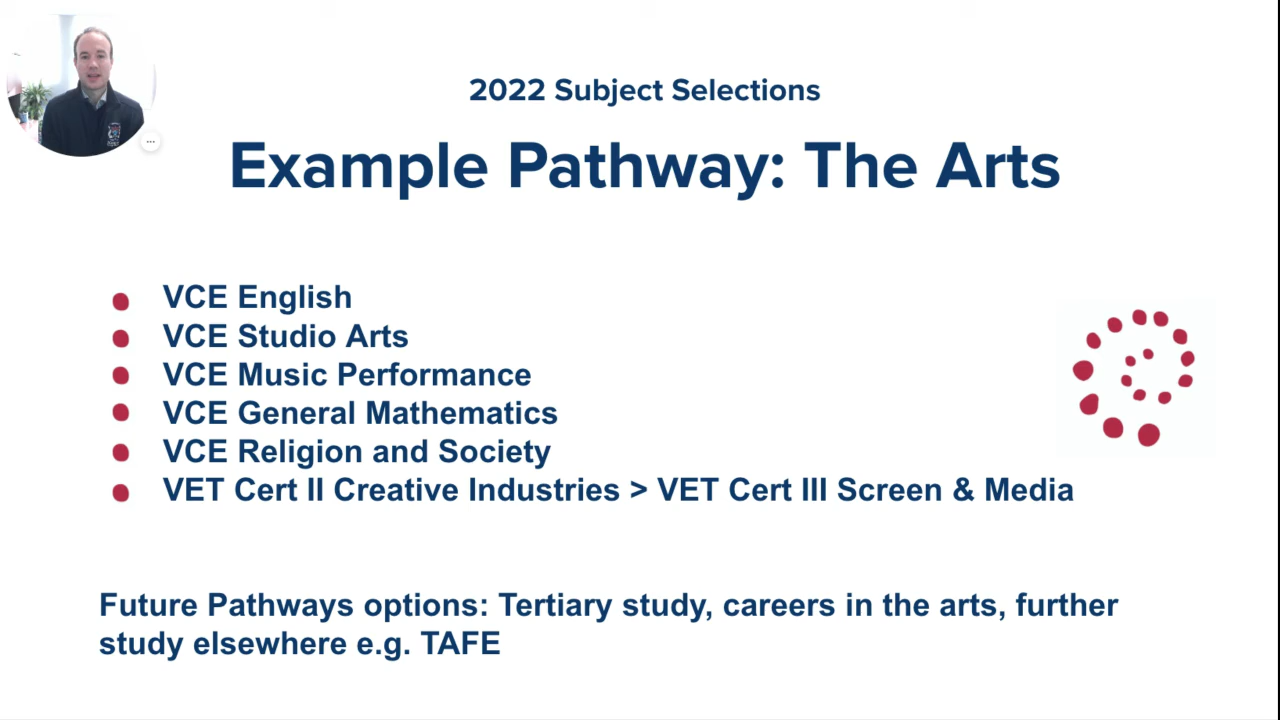 2022 Subject Selections
Example Pathway: The Arts
VCE English
VCE Studio Arts
VCE Music Performance
VCE General Mathematics
VCE Religion and Society
VET Cert II Creative Industries > VET Cert III Screen & Media
Future Pathways options: Tertiary study, careers in the arts, further
study elsewhere e.g. TAFE